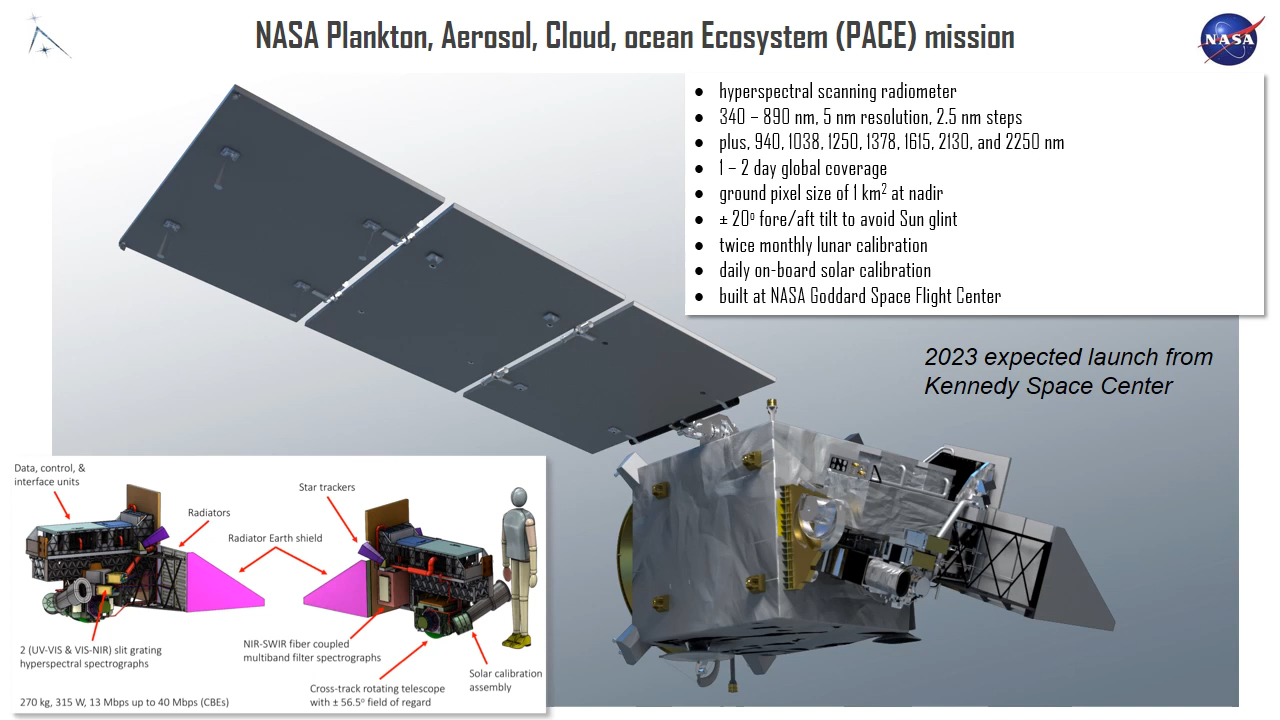 NASA Plankton, Aerosol, Cloud, ocean Ecosystem (PACE) mission
NASA
● hyperspectral scanning radiometer
● 340 – 890 nm, 5 nm resolution, 2.5 nm steps
● plus, 940, 1038, 1250, 1378, 1615, 2130, and 2250 nm
● 1 – 2 day global coverage
● ground pixel size of 1 km² at nadir
● ± 20º fore/aft tilt to avoid Sun glint
● twice monthly lunar calibration
● daily on-board solar calibration
● built at NASA Goddard Space Flight Center
2023 expected launch from
Kennedy Space Center
Data, control, &
interface units
Radiators
Star trackers
Radiator Earth shield
2 (UV-VIS & VIS-NIR) slit grating
hyperspectral spectrographs
NIR-SWIR fiber coupled
multiband filter spectrographs
Solar calibration
assembly
Cross-track rotating telescope
with ± 56.5º field of regard
270 kg, 315 W, 13 Mbps up to 40 Mbps (CBEs)